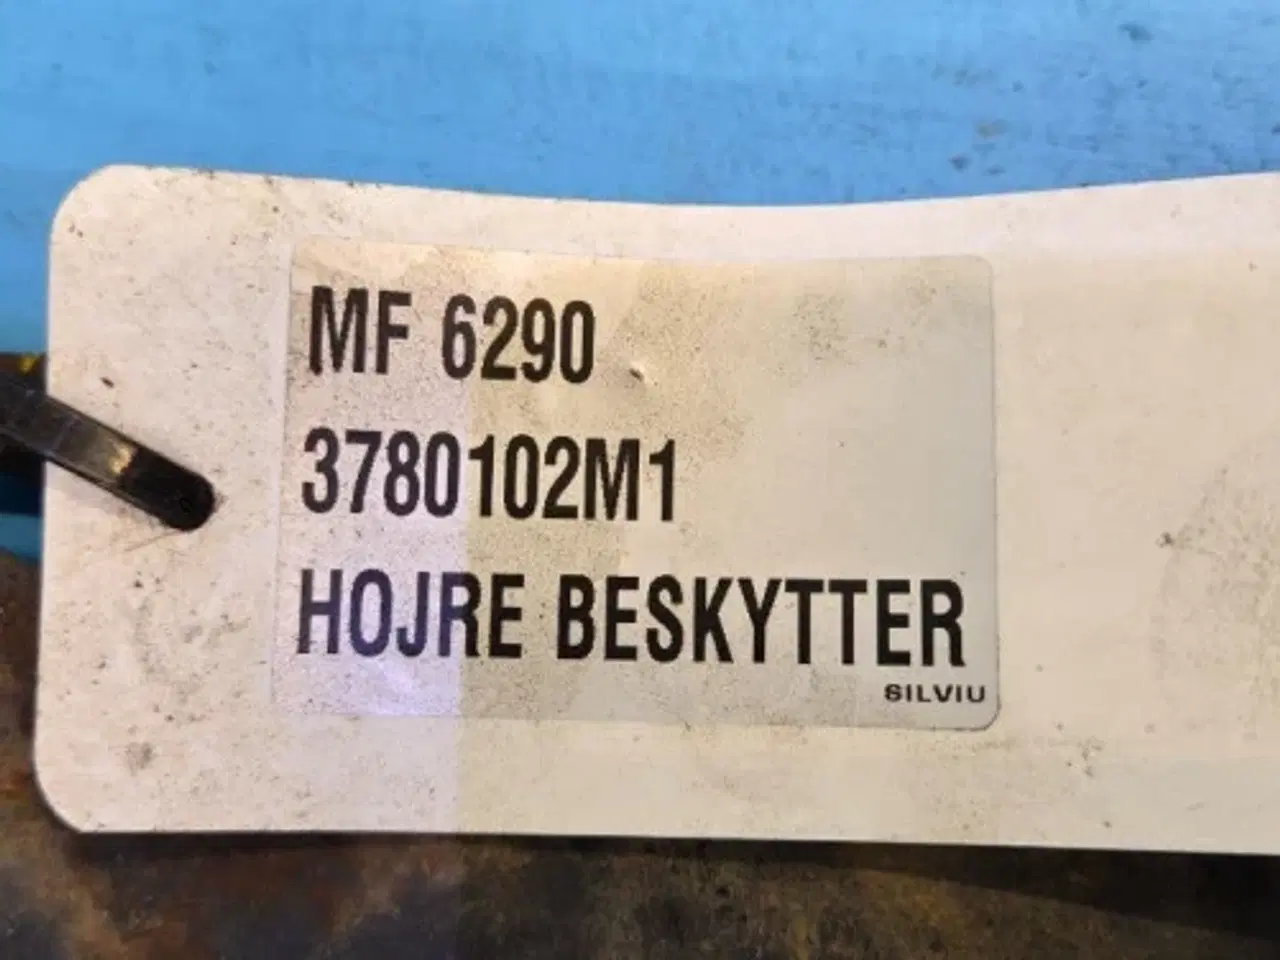 MF 6290
3780102M1
HOJRE BESKYTTER
SILVIU